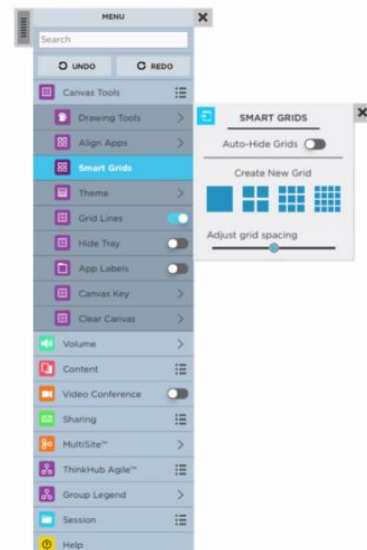 MENU
Search
UNDO REDO
Canvas Tools
Drawing Tools
Align Apps
Smart Grids
Theme
Grid Lines
Hide Tray
App Labels
Canvas Key
Clear Canvas
Volume
Content
Video Conference
Sharing
MultiSite™
ThinkHub Agile™
Group Legend
Session
Help
SMART GRIDS
Auto-Hide Grids
Create New Grid
Adjust grid spacing